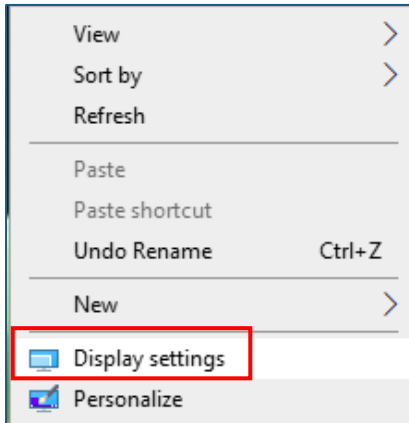 View
Sort by
Refresh
Paste
Paste shortcut
Undo Rename Ctrl+Z
New
Display settings
Personalize